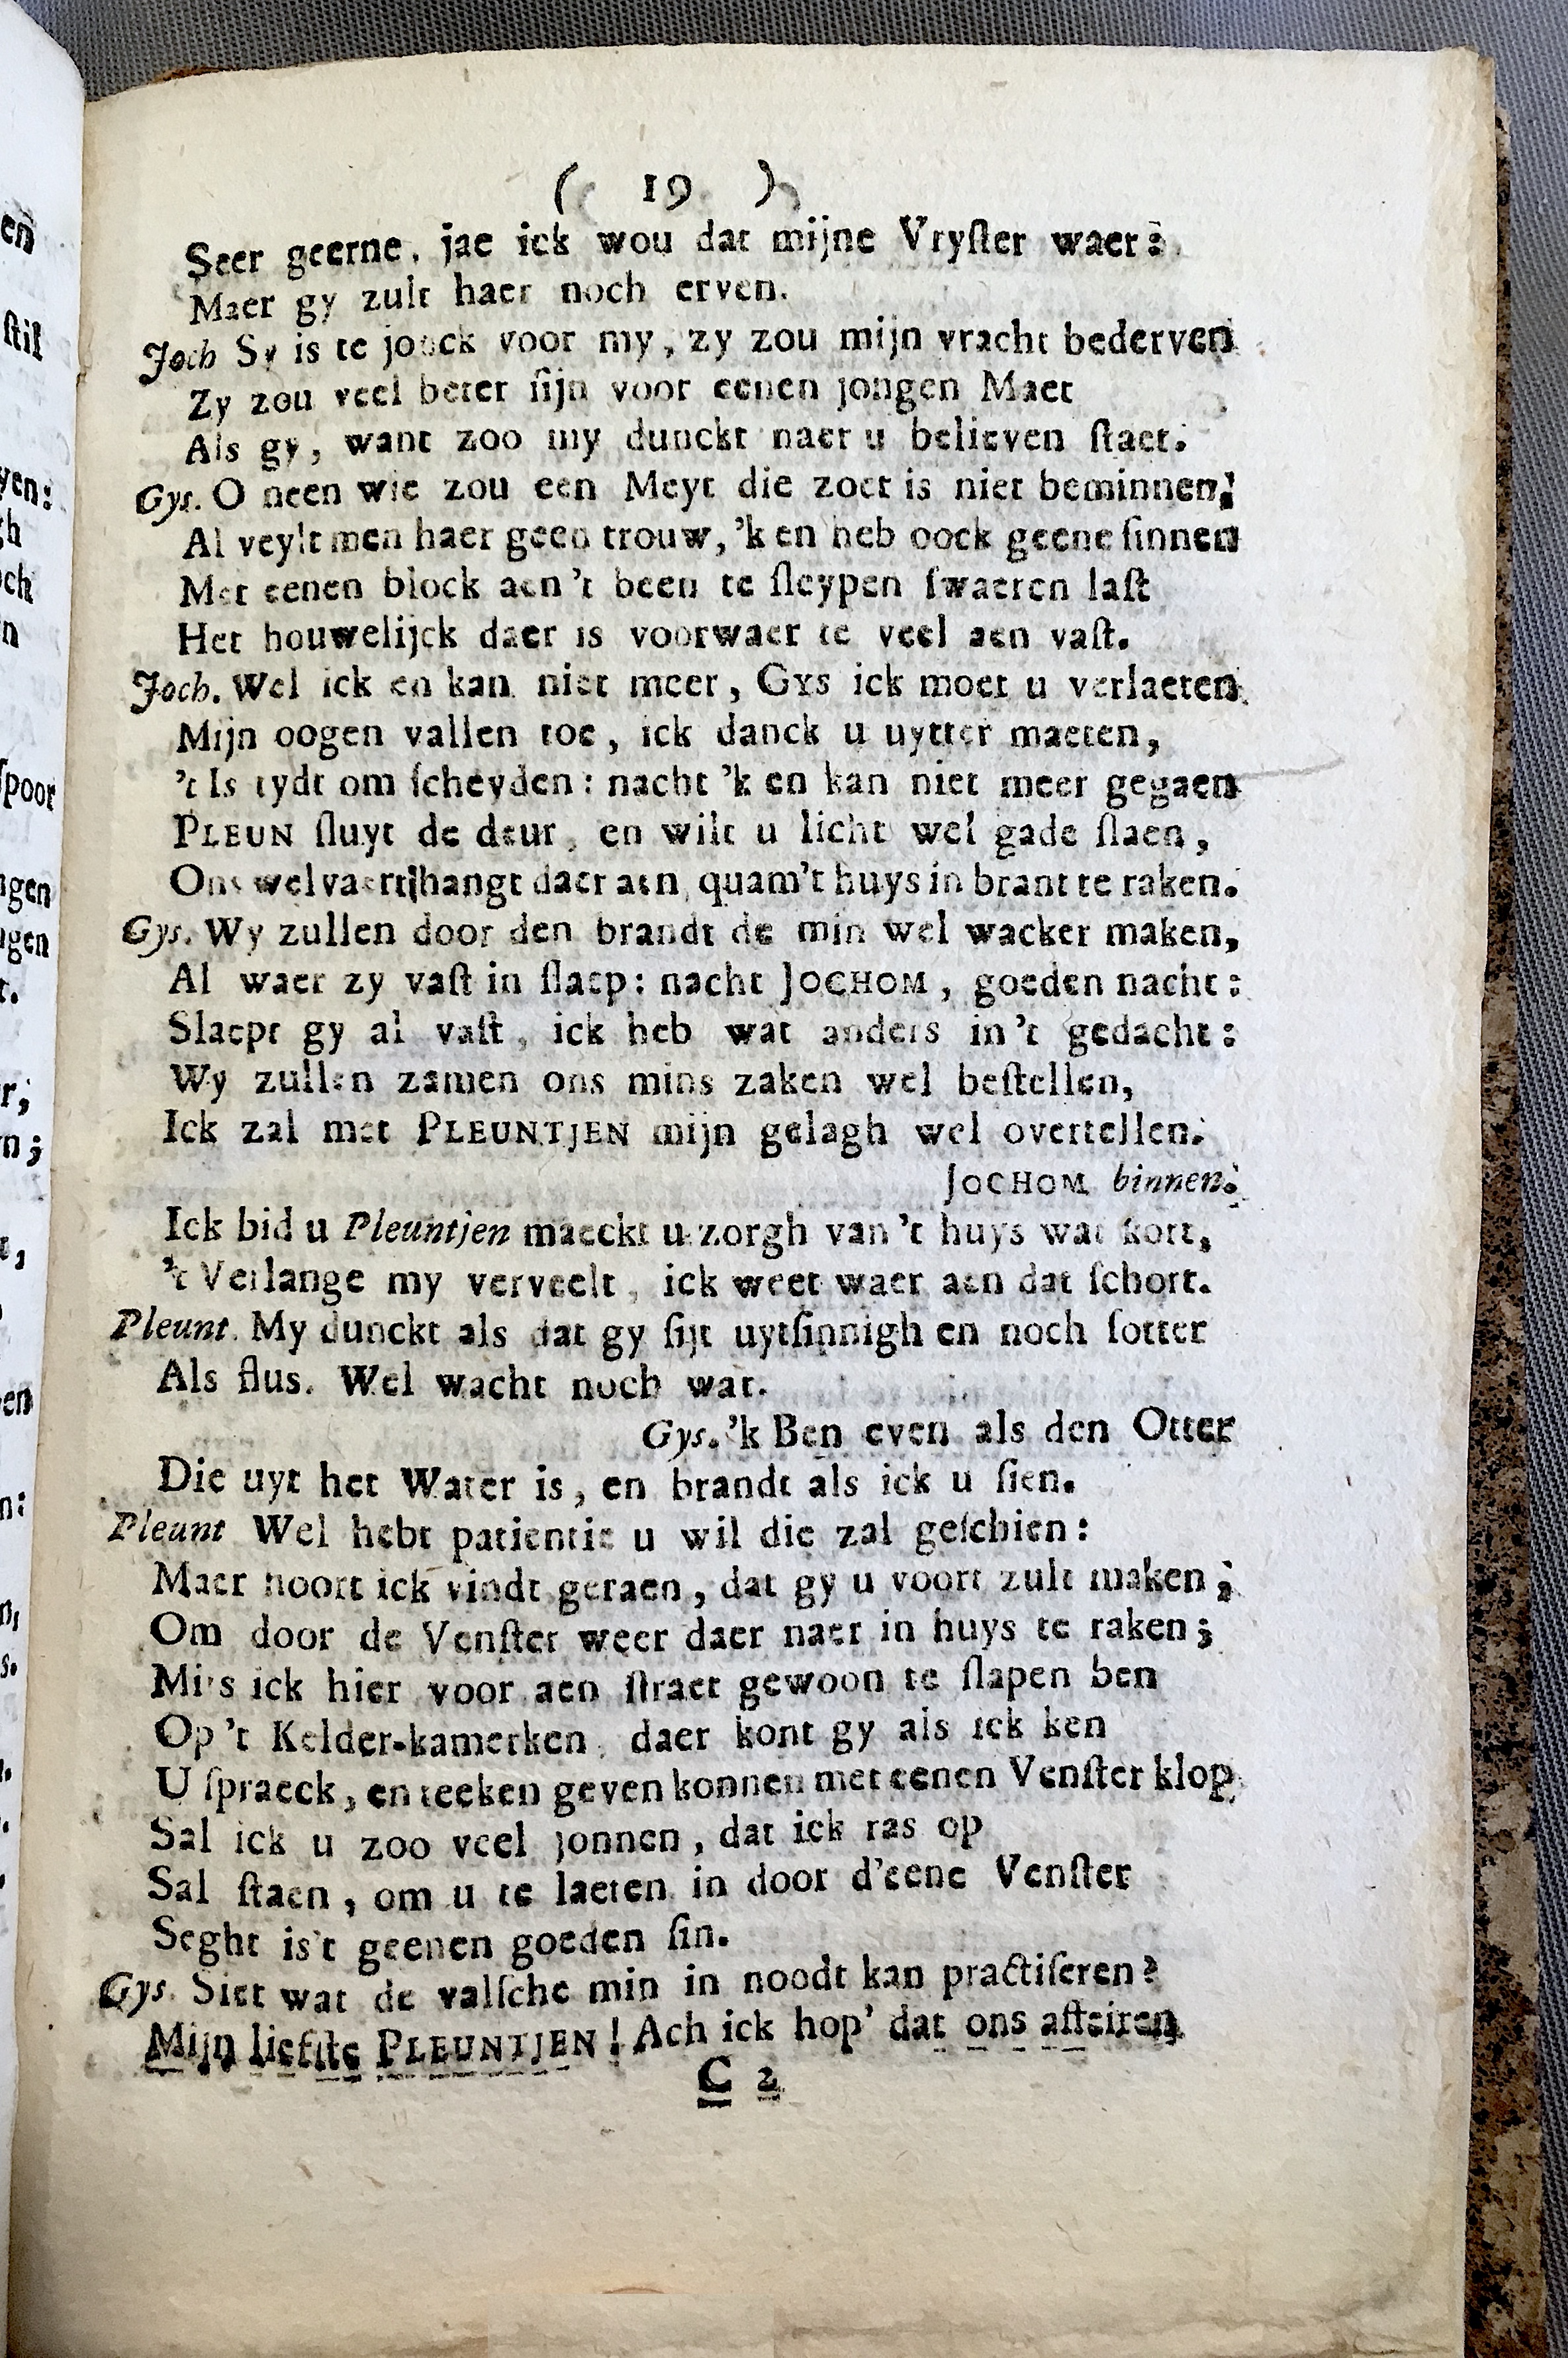 ( 19 )
Seer geerne, jae ick wou dat mijne Vryſter waer:
Maer gy zult haer noch erven.
Joch Sy is te jonck voor my, zy zou mijn vracht bederven
Zy zou veel beter ſijn voor eenen jongen Maet
Als gy, want zoo my dunckt naer u believen ſtaet.
Gys. O neen wie zou een Meyt die zoet is niet beminnen;
Al veylt men haer geen trouw, 'k en heb oock geene ſinnen
Met eenen block aen 't been te ſleypen ſwaeren laſt
Het houwelijck daer is voorwaer te veel aen vaſt.
Joch. Wel ick en kan niet meer, Gys ick moet u verlaeten
Mijn oogen vallen toe, ick danck u uytter maeten,
't Is tydt om ſcheyden: nacht 'k en kan niet meer gegaen
PLEUN ſluyt de deur, en wilt u licht wel gade ſlaen,
Ons welvaert hangt daer aen, quam't huys in brant te raken.
Gys. Wy zullen door den brandt de min wel wacker maken,
Al waer zy vaſt in ſlaep: nacht JOCHOM, goeden nacht:
Slaept gy al vaſt, ick heb wat anders in 't gedacht:
Wy zullen zamen ons mins zaken wel beſtellen,
Ick zal met PLEUNTJEN mijn gelagh wel overtellen.
JOCHOM binnen.
Ick bid u Pleuntjen maeckt u zorgh van 't huys wat kort,
't Verlange my verveelt, ick weet waer aen dat ſchort.
Pleunt. My dunckt als dat gy ſijt uytſinnigh en noch ſotter
Als flus. Wel wacht noch wat.
Gys. 'k Ben even als den Otter
Die uyt het Water is, en brandt als ick u ſien.
Pleunt Wel hebt patientie u wil die zal geſchien:
Maer hoort ick vindt geraen, dat gy u voort zult maken;
Om door de Venſter weer daer naer in huys te raken;
Mits ick hier voor aen ſtraet gewoon te ſlapen ben
Op 't Kelder-kamerken, daer kont gy als ick ken
U ſpraeck, en teeken geven konnen met eenen Venſter klop
Sal ick u zoo veel jonnen, dat ick ras op
Sal ſtaen, om u te laeten in door d'eene Venſter
Seght is't geenen goeden ſin.
Gys. Siet wat de valſche min in noodt kan practiſeren?
Mijn liefſte PLEUNTJEN! Ach ick hop' dat ons affeiren
C 2
en
ſtil
yen:
gh
och
n
ſpoor
ngen
ngen
t.
r;
n;
t,
en
n:
n,
s.